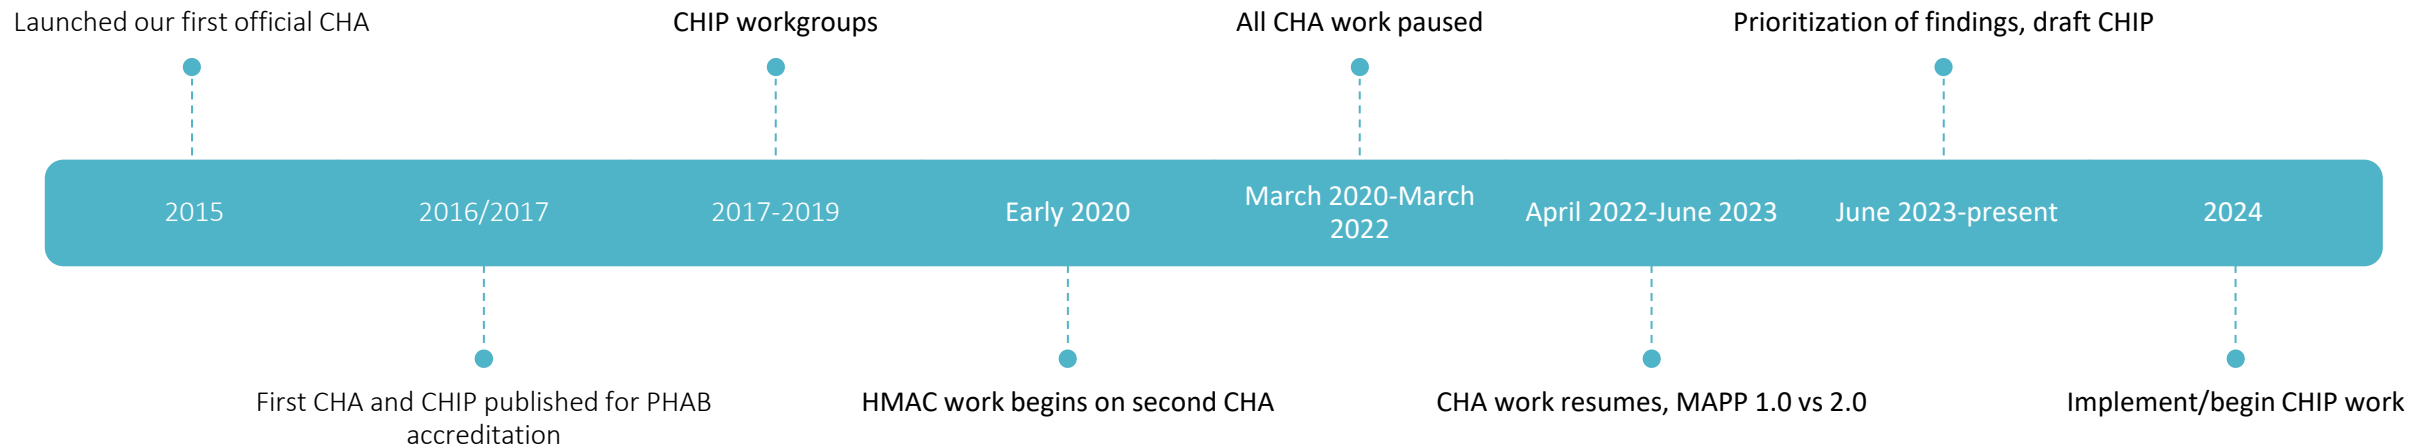 Launched our first official CHA
CHIP workgroups
All CHA work paused
Prioritization of findings, draft CHIP
2015
2016/2017
2017-2019
Early 2020
March 2020-March
2022
April 2022-June 2023
June 2023-present
2024
First CHA and CHIP published for PHAB
accreditation
HMAC work begins on second CHA
CHA work resumes, MAPP 1.0 vs 2.0
Implement/begin CHIP work